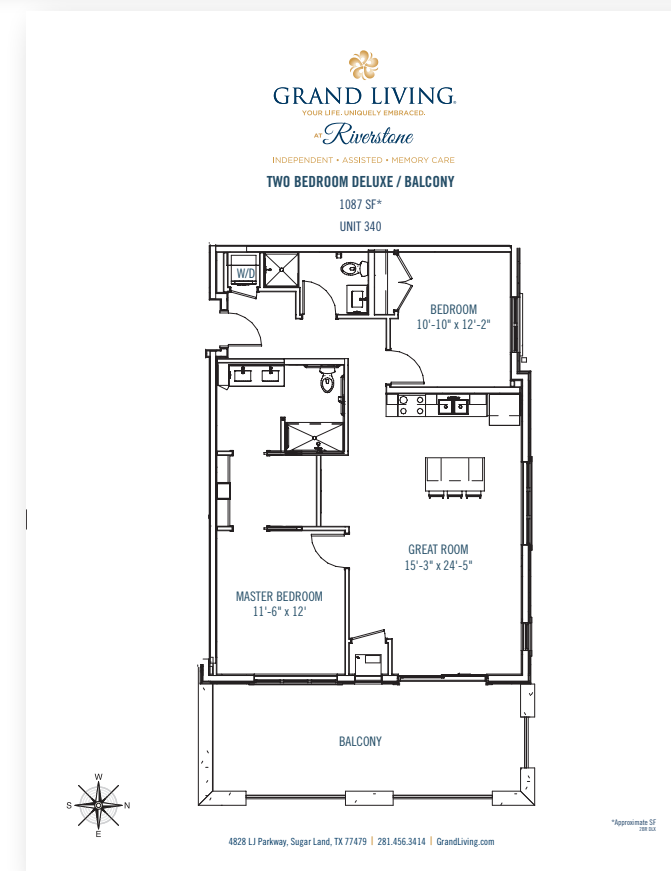 GRAND LIVING®
YOUR LIFE. UNIQUELY EMBRACED.
AT Riverstone
INDEPENDENT • ASSISTED • MEMORY CARE
TWO BEDROOM DELUXE / BALCONY
1087 SF*
UNIT 340
W/D
BEDROOM
10'-10" x 12'-2"
GREAT ROOM
15'-3" x 24'-5"
MASTER BEDROOM
11'-6" x 12'
BALCONY
W
S N
E
*Approximate SF
2BR DLX
4828 LJ Parkway, Sugar Land, TX 77479 | 281.456.3414 | GrandLiving.com